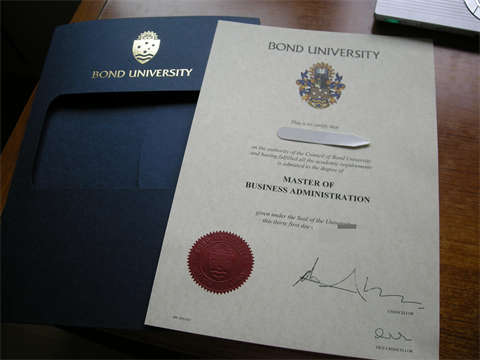 BOND UNIVERSITY
BOND UNIVERSITY
This is to certify that
on the authority of the Council of Bond University
and having fulfilled all the academic requirements
is admitted to the degree of
MASTER OF
BUSINESS ADMINISTRATION
given under the Seal of the University
this thirty first day
CHANCELLOR
VICE-CHANCELLOR